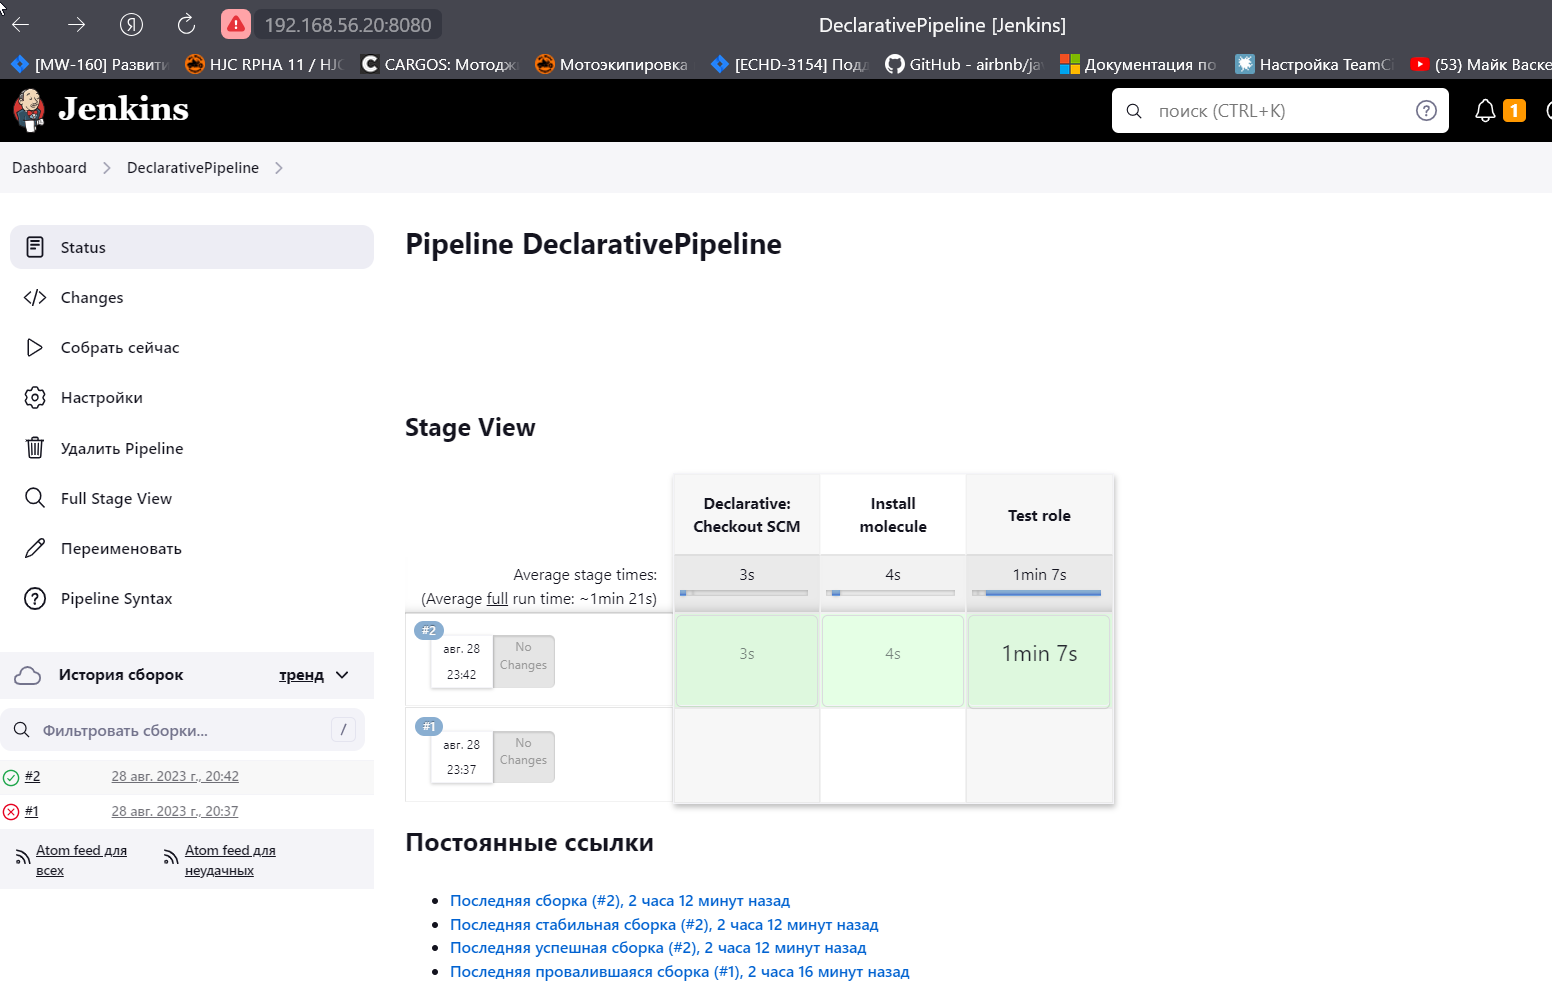 192.168.56.20:8080
DeclarativePipeline [Jenkins]
[MW-160] Развити
HJC RPHA 11 / HJC
CARGOS: Мотодж
Мотоэкипировка
[ECHD-3154] Под
GitHub - airbnb/ja
Документация по
Настройка TeamCi
(53) Майк Васке
Jenkins
поиск (CTRL+K)
1
Dashboard
DeclarativePipeline
Status
Changes
Собрать сейчас
Настройки
Удалить Pipeline
Full Stage View
Переименовать
Pipeline Syntax
История сборок
тренд
Фильтровать сборки...
/
#2
28 авг. 2023 г., 20:42
#1
28 авг. 2023 г., 20:37
Atom feed для
всех
Atom feed для
неудачных
Pipeline DeclarativePipeline
Stage View
Declarative:
Checkout SCM
Install
molecule
Test role
Average stage times:
(Average full run time: ~1min 21s)
3s
4s
1min 7s
#2
авг. 28
23:42
No
Changes
3s
4s
1min 7s
#1
авг. 28
23:37
No
Changes
Постоянные ссылки
Последняя сборка (#2), 2 часа 12 минут назад
Последняя стабильная сборка (#2), 2 часа 12 минут назад
Последняя успешная сборка (#2), 2 часа 12 минут назад
Последняя провалившаяся сборка (#1), 2 часа 16 минут назад